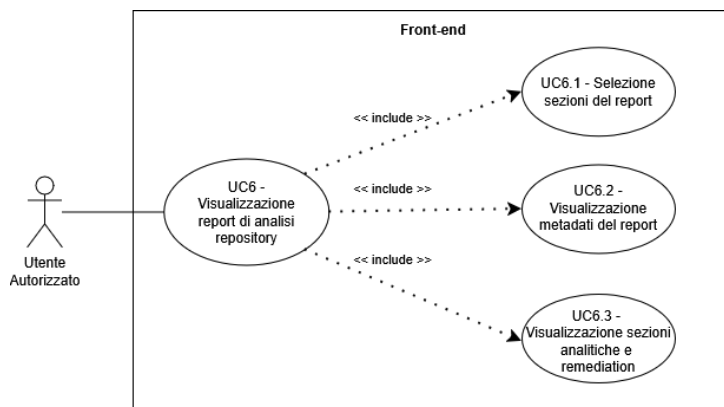 Front-end
UC6.1 - Selezione
sezioni del report
<< include >>
UC6 -
Visualizzazione
report di analisi
repository
<< include >>
UC6.2 -
Visualizzazione
metadati del report
Utente
Autorizzato
<< include >>
UC6.3 -
Visualizzazione sezioni
analitiche e
remediation